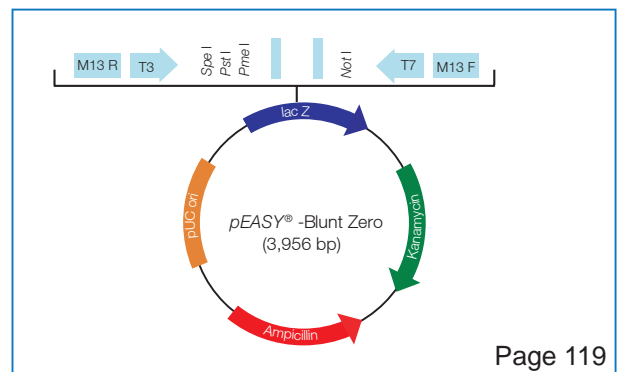 M13 R T3 Spe I Pst I Pme I Not I T7 M13 F
lac Z
pUC ori
pEASY® -Blunt Zero
(3,956 bp)
Kanamycin
Ampicillin
Page 119